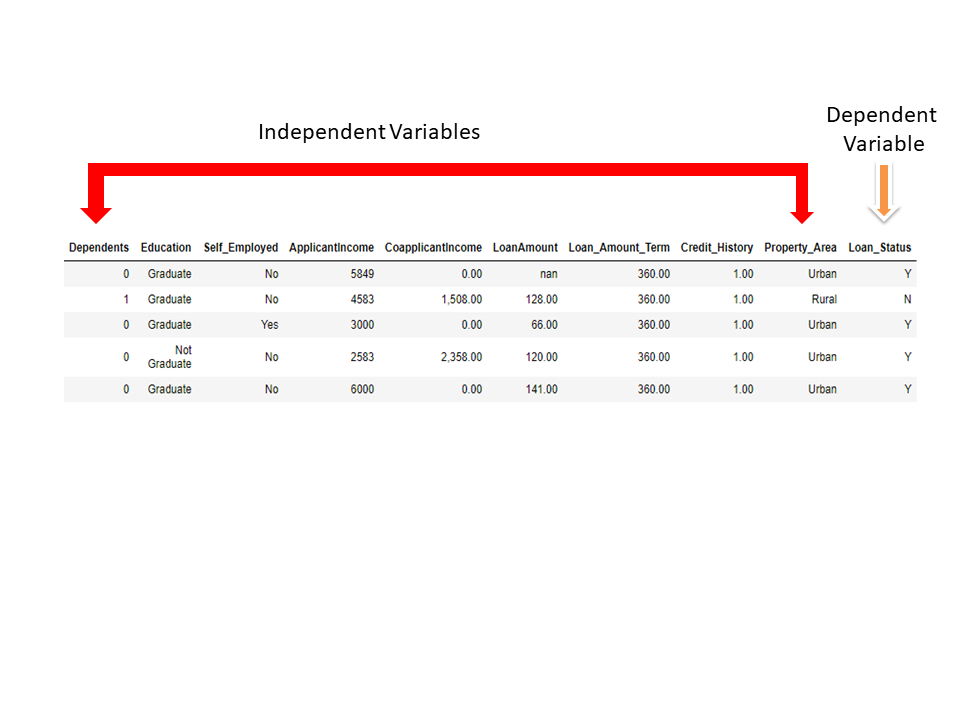 Independent Variables
Dependent
Variable
Dependents Education Self_Employed ApplicantIncome CoapplicantIncome LoanAmount Loan_Amount_Term Credit_History Property_Area Loan_Status
0 Graduate No 5849 0.00 nan 360.00 1.00 Urban Y
1 Graduate No 4583 1,508.00 128.00 360.00 1.00 Rural N
0 Graduate Yes 3000 0.00 66.00 360.00 1.00 Urban Y
0 Not Graduate No 2583 2,358.00 120.00 360.00 1.00 Urban Y
0 Graduate No 6000 0.00 141.00 360.00 1.00 Urban Y